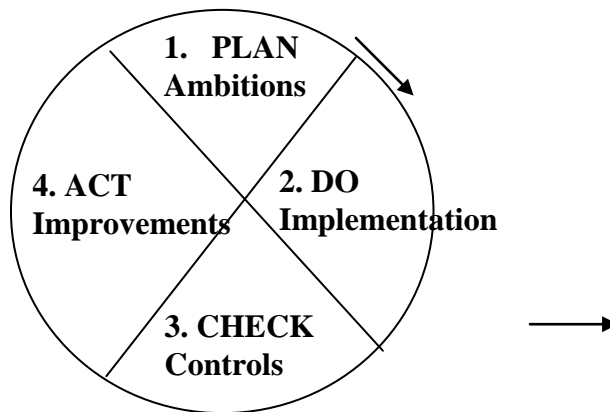 1. PLAN
Ambitions
2. DO
Implementation
3. CHECK
Controls
4. ACT
Improvements